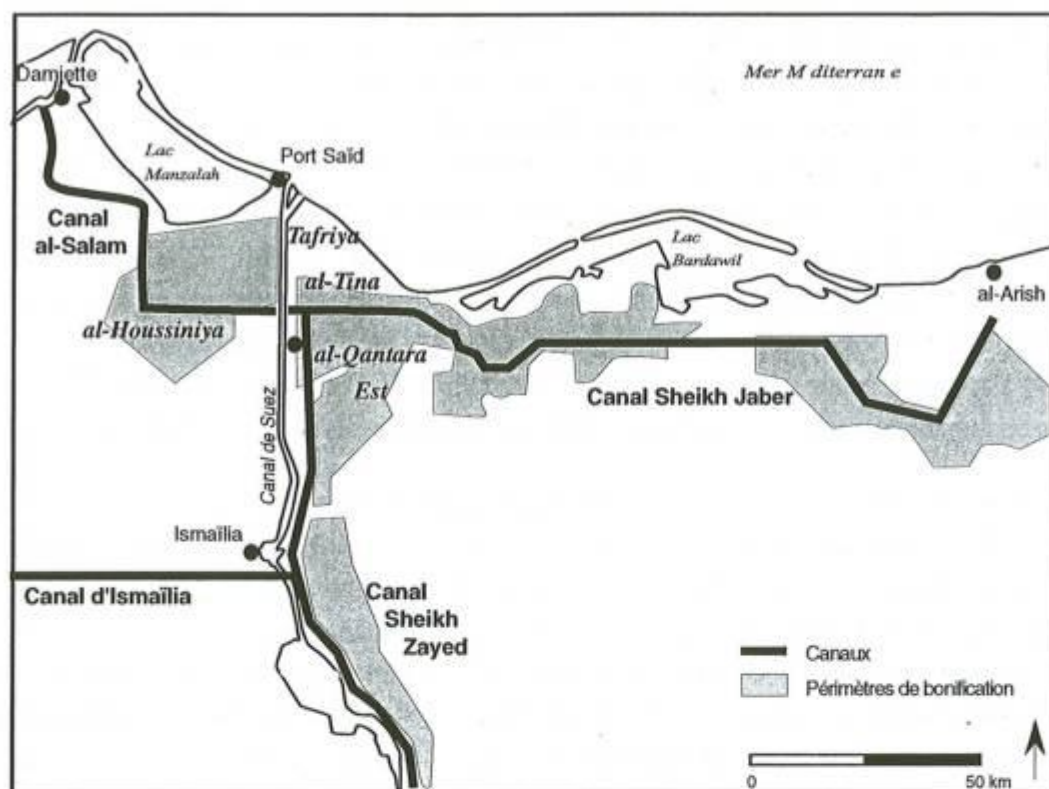 Damiette
Mer M diterran e
Lac
Manzalah
Port Saïd
Canal
al-Salam
Tafriya
Lac
Bardawil
al-Tina
al-Arish
al-Houssiniya
al-Qantara
Est
Canal Sheikh Jaber
Canal de Suez
Ismaïlia
Canal d'Ismaïlia
Canal
Sheikh
Zayed
Canaux
Périmètres de bonification
0
50 km